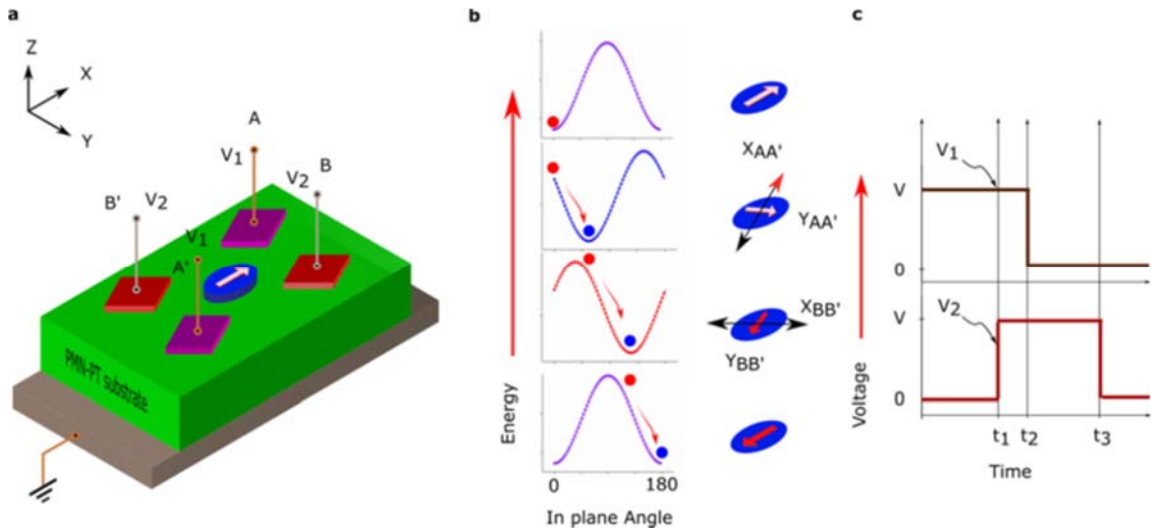 a
Z
X
Y
A
V1
B
V2
B'
V2
V1
A'
PMN-PT substrate
b
Energy
0
180
In plane Angle
XAA'
YAA'
XBB'
YBB'
c
V1
V
0
V2
V
0
t1
t2
t3
Voltage
Time